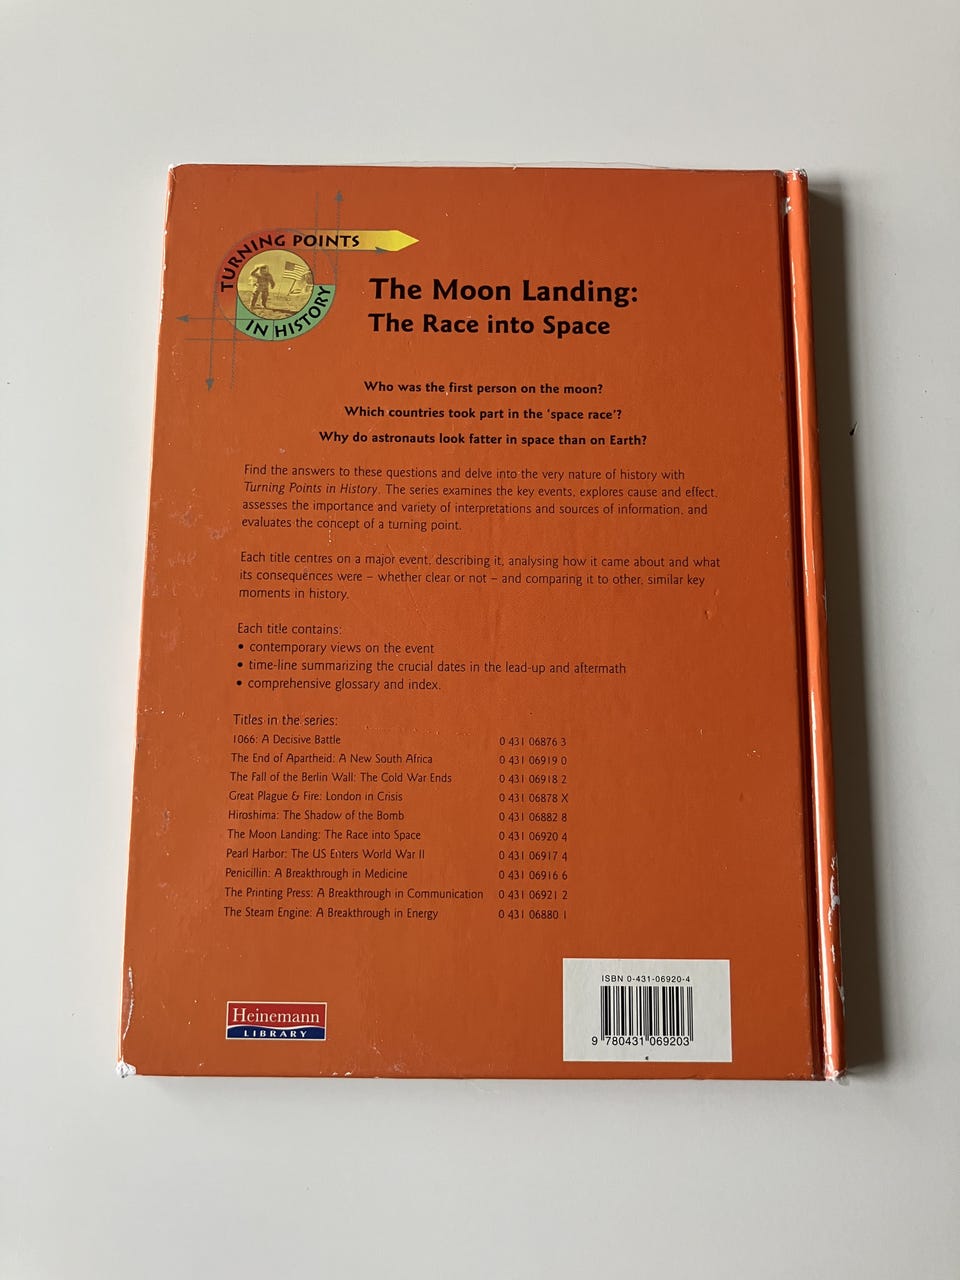 TURNING POINTS
IN HISTORY
The Moon Landing:
The Race into Space
Who was the first person on the moon?
Which countries took part in the ‘space race’?
Why do astronauts look fatter in space than on Earth?
Find the answers to these questions and delve into the very nature of history with
Turning Points in History. The series examines the key events, explores cause and effect,
assesses the importance and variety of interpretations and sources of information, and
evaluates the concept of a turning point.
Each title centres on a major event, describing it, analysing how it came about and what
its consequences were – whether clear or not – and comparing it to other, similar key
moments in history.
Each title contains:
• contemporary views on the event
• time-line summarizing the crucial dates in the lead-up and aftermath
• comprehensive glossary and index.
Titles in the series:
1066: A Decisive Battle 0 431 06876 3
The End of Apartheid: A New South Africa 0 431 06919 0
The Fall of the Berlin Wall: The Cold War Ends 0 431 06918 2
Great Plague & Fire: London in Crisis 0 431 06878 X
Hiroshima: The Shadow of the Bomb 0 431 06882 8
The Moon Landing: The Race into Space 0 431 06920 4
Pearl Harbor: The US Enters World War II 0 431 06917 4
Penicillin: A Breakthrough in Medicine 0 431 06916 6
The Printing Press: A Breakthrough in Communication 0 431 06921 2
The Steam Engine: A Breakthrough in Energy 0 431 06880 1
Heinemann
LIBRARY
ISBN 0-431-06920-4
9 780431 069203